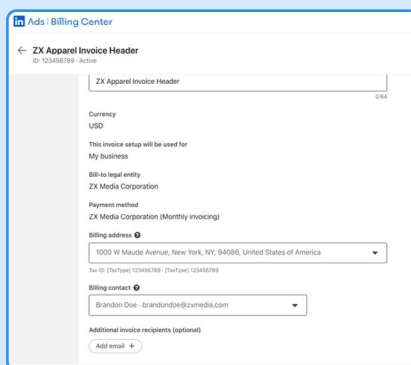 in Ads | Billing Center
← ZX Apparel Invoice Header
ID: 123456789 · Active
ZX Apparel Invoice Header
0/64
Currency
USD
This invoice setup will be used for
My business
Bill-to legal entity
ZX Media Corporation
Payment method
ZX Media Corporation (Monthly invoicing)
Billing address ?
1000 W Maude Avenue, New York, NY, 94086, United States of America
Tax ID: [TaxType] 123456789 · [TaxType] 123456789
Billing contact ?
Brandon Doe - brandondoe@zxmedia.com
Additional invoice recipients (optional)
Add email +